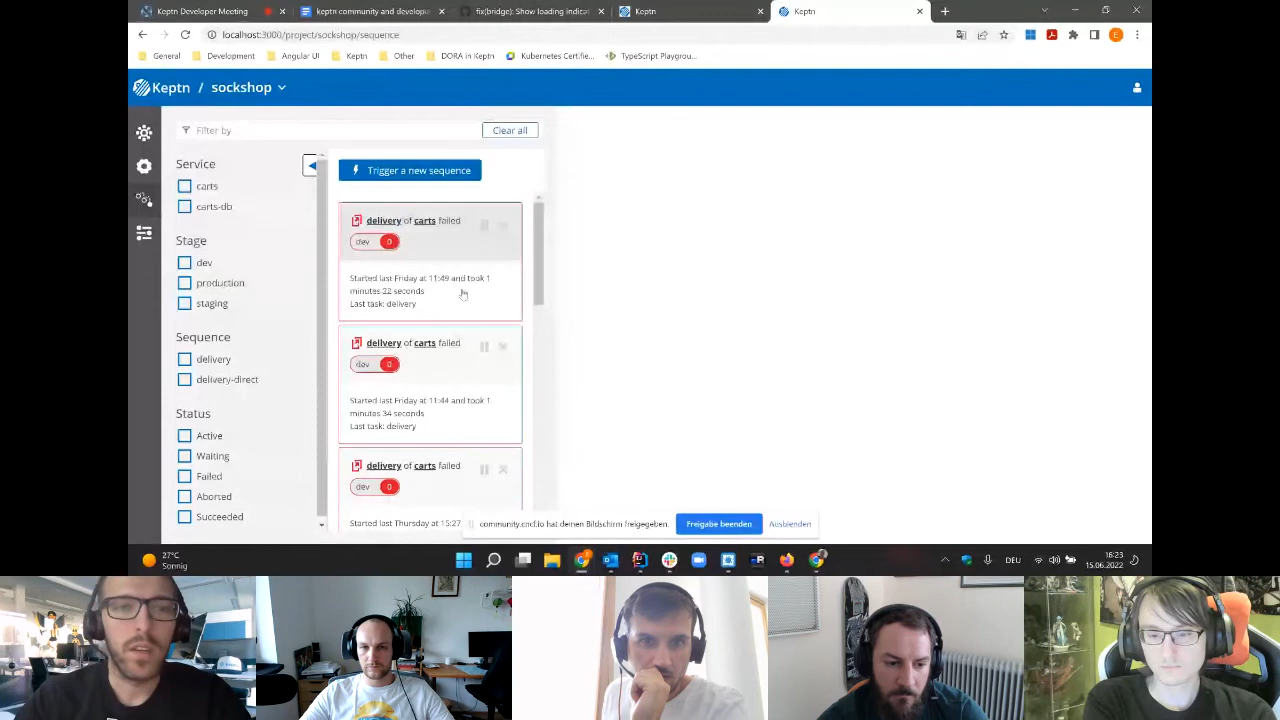 Keptn Developer Meeting
keptn community and develope
fix(bridge): Show loading indicat
Keptn
Keptn
localhost:3000/project/sockshop/sequence
General
Development
Angular UI
Keptn
Other
DORA in Keptn
Kubernetes Certifie...
TypeScript Playgrou...
E
Keptn / sockshop
Filter by
Clear all
Service
carts
carts-db
Stage
dev
production
staging
Sequence
delivery
delivery-direct
Status
Active
Waiting
Failed
Aborted
Succeeded
Trigger a new sequence
delivery of carts failed
dev 0
Started last Friday at 11:49 and took 1
minutes 22 seconds
Last task: delivery
delivery of carts failed
dev 0
Started last Friday at 11:44 and took 1
minutes 34 seconds
Last task: delivery
delivery of carts failed
dev 0
Started last Thursday at 15:27
community.cncf.io hat deinen Bildschirm freigegeben.
Freigabe beenden
Ausblenden
27°C
Sonnig
DEU
16:23
15.06.2022